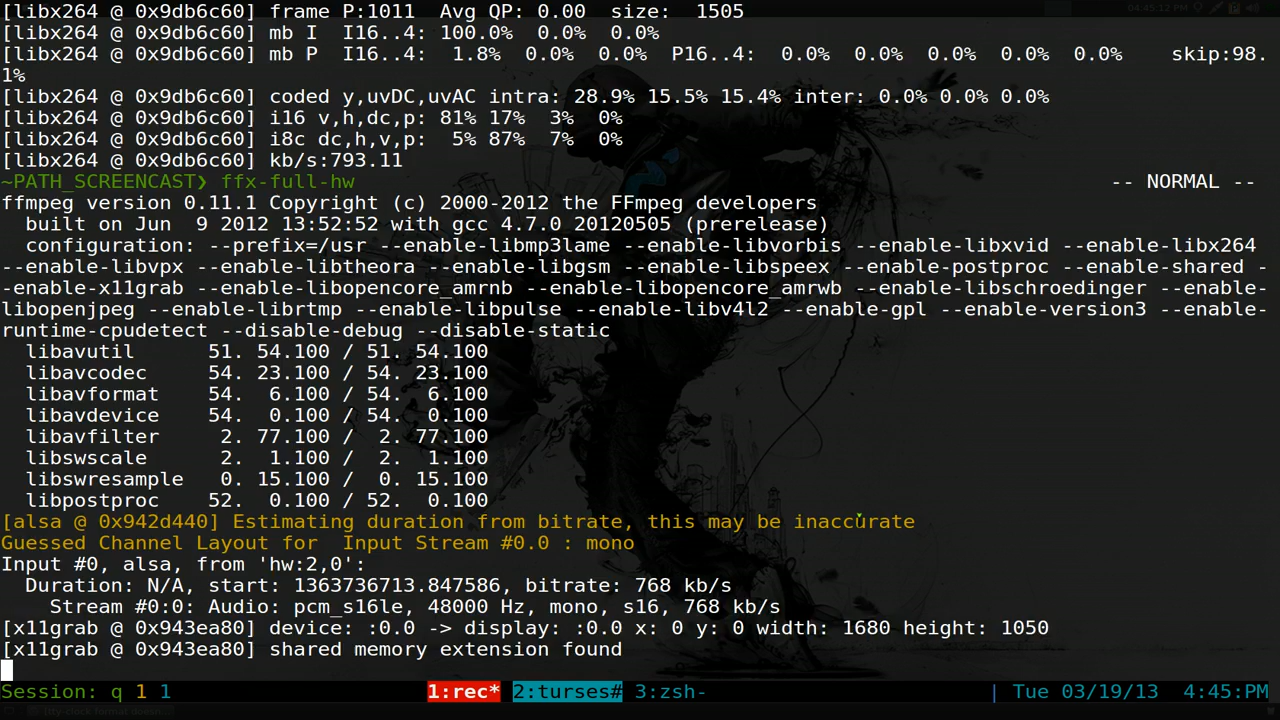 04:45:12 PM
[libx264 @ 0x9db6c60] frame P:1011  Avg QP: 0.00  size:  1505
[libx264 @ 0x9db6c60] mb I  I16..4: 100.0%  0.0%  0.0%
[libx264 @ 0x9db6c60] mb P  I16..4:  1.8%  0.0%  0.0%  P16..4:  0.0%  0.0%  0.0%  0.0%  0.0%    skip:98.
1%
[libx264 @ 0x9db6c60] coded y,uvDC,uvAC intra: 28.9% 15.5% 15.4% inter: 0.0% 0.0% 0.0%
[libx264 @ 0x9db6c60] i16 v,h,dc,p: 81% 17%  3%  0%
[libx264 @ 0x9db6c60] i8c dc,h,v,p:  5% 87%  7%  0%
[libx264 @ 0x9db6c60] kb/s:793.11
~PATH_SCREENCAST❯ ffx-full-hw -- NORMAL --
ffmpeg version 0.11.1 Copyright (c) 2000-2012 the FFmpeg developers
  built on Jun  9 2012 13:52:52 with gcc 4.7.0 20120505 (prerelease)
  configuration: --prefix=/usr --enable-libmp3lame --enable-libvorbis --enable-libxvid --enable-libx264
--enable-libvpx --enable-libtheora --enable-libgsm --enable-libspeex --enable-postproc --enable-shared -
-enable-x11grab --enable-libopencore_amrnb --enable-libopencore_amrwb --enable-libschroedinger --enable-
libopenjpeg --enable-librtmp --enable-libpulse --enable-libv4l2 --enable-gpl --enable-version3 --enable-
runtime-cpudetect --disable-debug --disable-static
  libavutil      51. 54.100 / 51. 54.100
  libavcodec     54. 23.100 / 54. 23.100
  libavformat    54.  6.100 / 54.  6.100
  libavdevice    54.  0.100 / 54.  0.100
  libavfilter     2. 77.100 /  2. 77.100
  libswscale      2.  1.100 /  2.  1.100
  libswresample   0. 15.100 /  0. 15.100
  libpostproc    52.  0.100 / 52.  0.100
[alsa @ 0x942d440] Estimating duration from bitrate, this may be inaccurate
Guessed Channel Layout for  Input Stream #0.0 : mono
Input #0, alsa, from 'hw:2,0':
  Duration: N/A, start: 1363736713.847586, bitrate: 768 kb/s
    Stream #0:0: Audio: pcm_s16le, 48000 Hz, mono, s16, 768 kb/s
[x11grab @ 0x943ea80] device: :0.0 -> display: :0.0 x: 0 y: 0 width: 1680 height: 1050
[x11grab @ 0x943ea80] shared memory extension found
Session: q 1 1 1:rec* 2:turses# 3:zsh- | Tue 03/19/13  4:45:PM